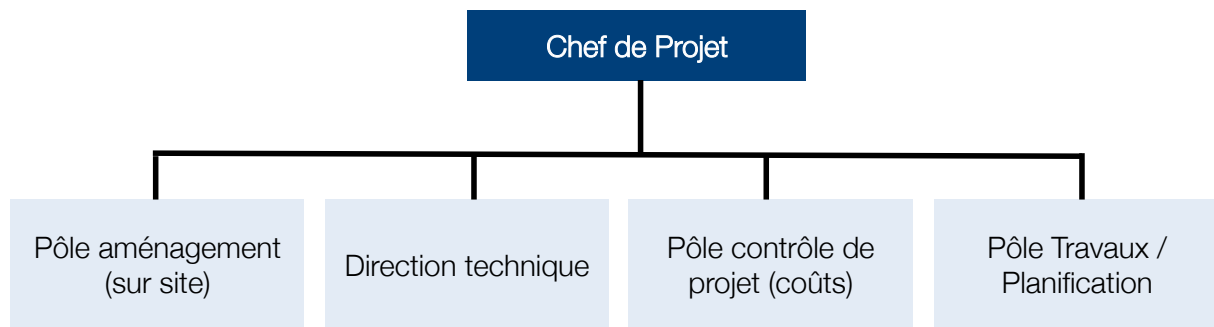 Chef de Projet
Pôle aménagement
(sur site)
Direction technique
Pôle contrôle de
projet (coûts)
Pôle Travaux /
Planification